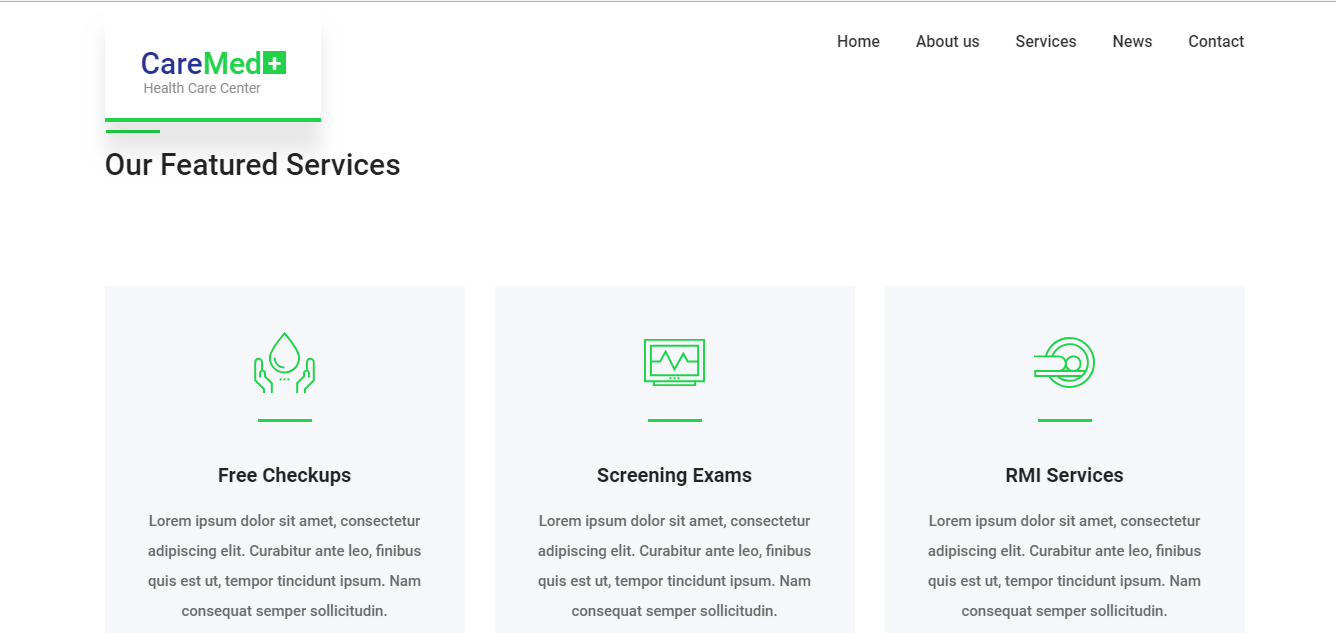 CareMed+
Health Care Center
Home About us Services News Contact
Our Featured Services
Free Checkups
Lorem ipsum dolor sit amet, consectetur
adipiscing elit. Curabitur ante leo, finibus
quis est ut, tempor tincidunt ipsum. Nam
consequat semper sollicitudin.
Screening Exams
Lorem ipsum dolor sit amet, consectetur
adipiscing elit. Curabitur ante leo, finibus
quis est ut, tempor tincidunt ipsum. Nam
consequat semper sollicitudin.
RMI Services
Lorem ipsum dolor sit amet, consectetur
adipiscing elit. Curabitur ante leo, finibus
quis est ut, tempor tincidunt ipsum. Nam
consequat semper sollicitudin.